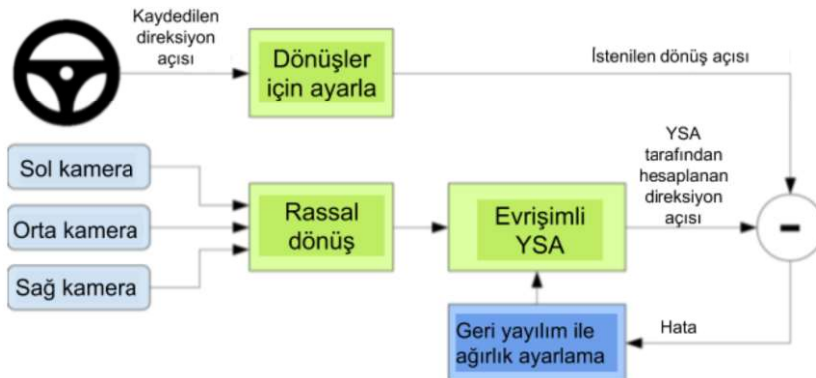 Kaydedilen
direksiyon
açısı
Dönüşler
için ayarla
İstenilen dönüş açısı
Sol kamera
Orta kamera
Sağ kamera
Rassal
dönüş
Evrişimli
YSA
YSA
tarafından
hesaplanan
direksiyon
açısı
-
Geri yayılım ile
ağırlık ayarlama
Hata